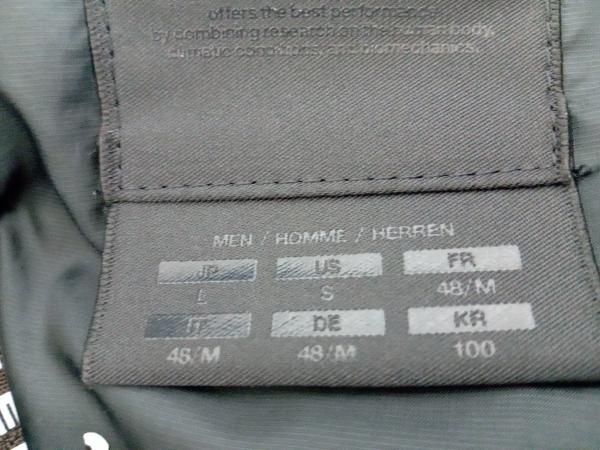 offers the best performance
by combining research on the human body,
climatic conditions, and biomechanics.
MEN / HOMME / HERREN
JP US FR
L S 48/M
IT DE KR
48/M 48/M 100